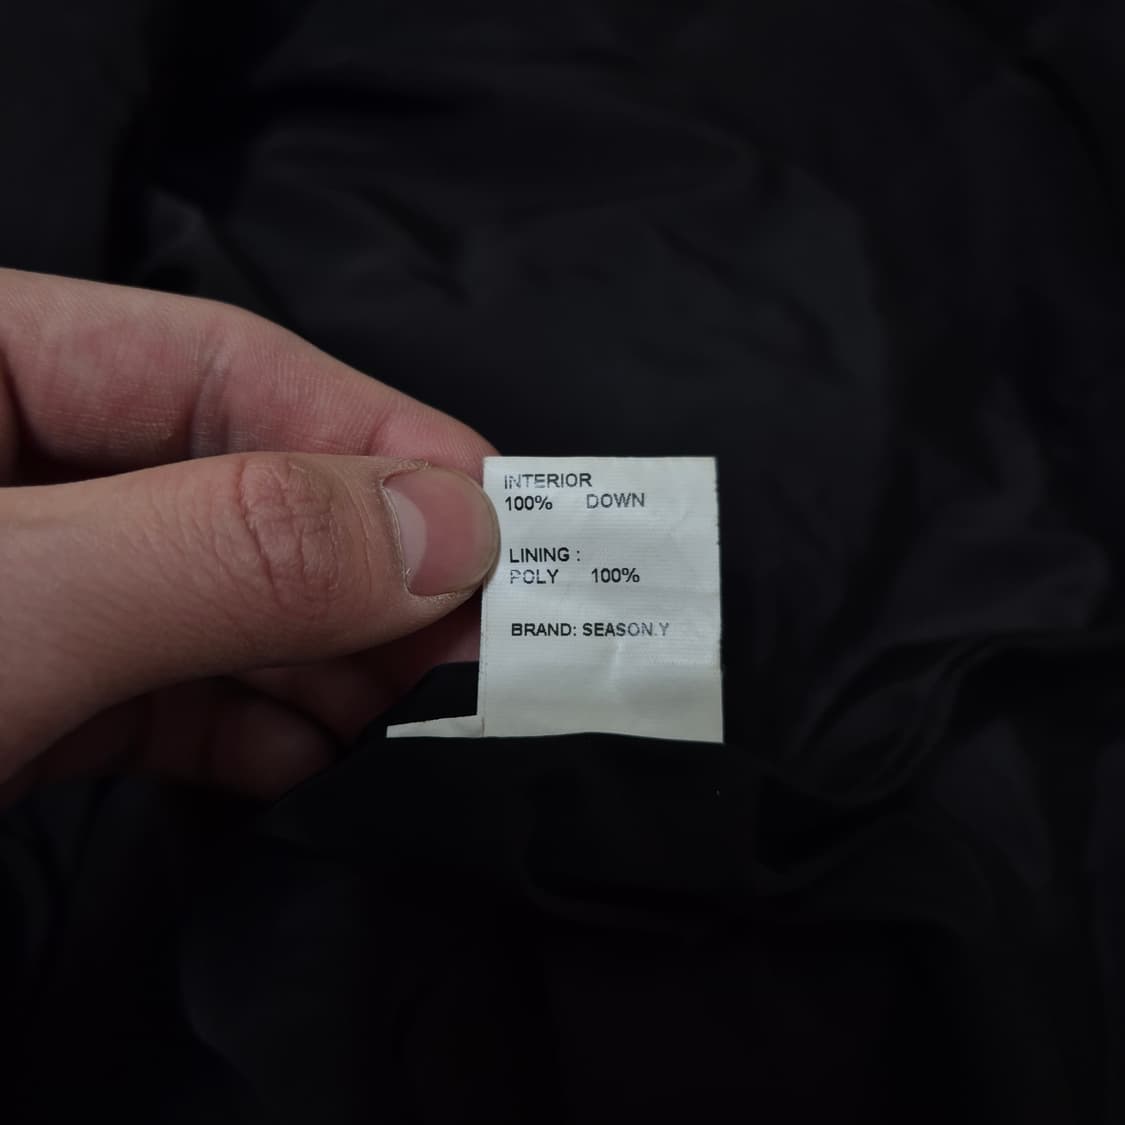 INTERIOR
100% DOWN
LINING :
POLY 100%
BRAND: SEASON.Y